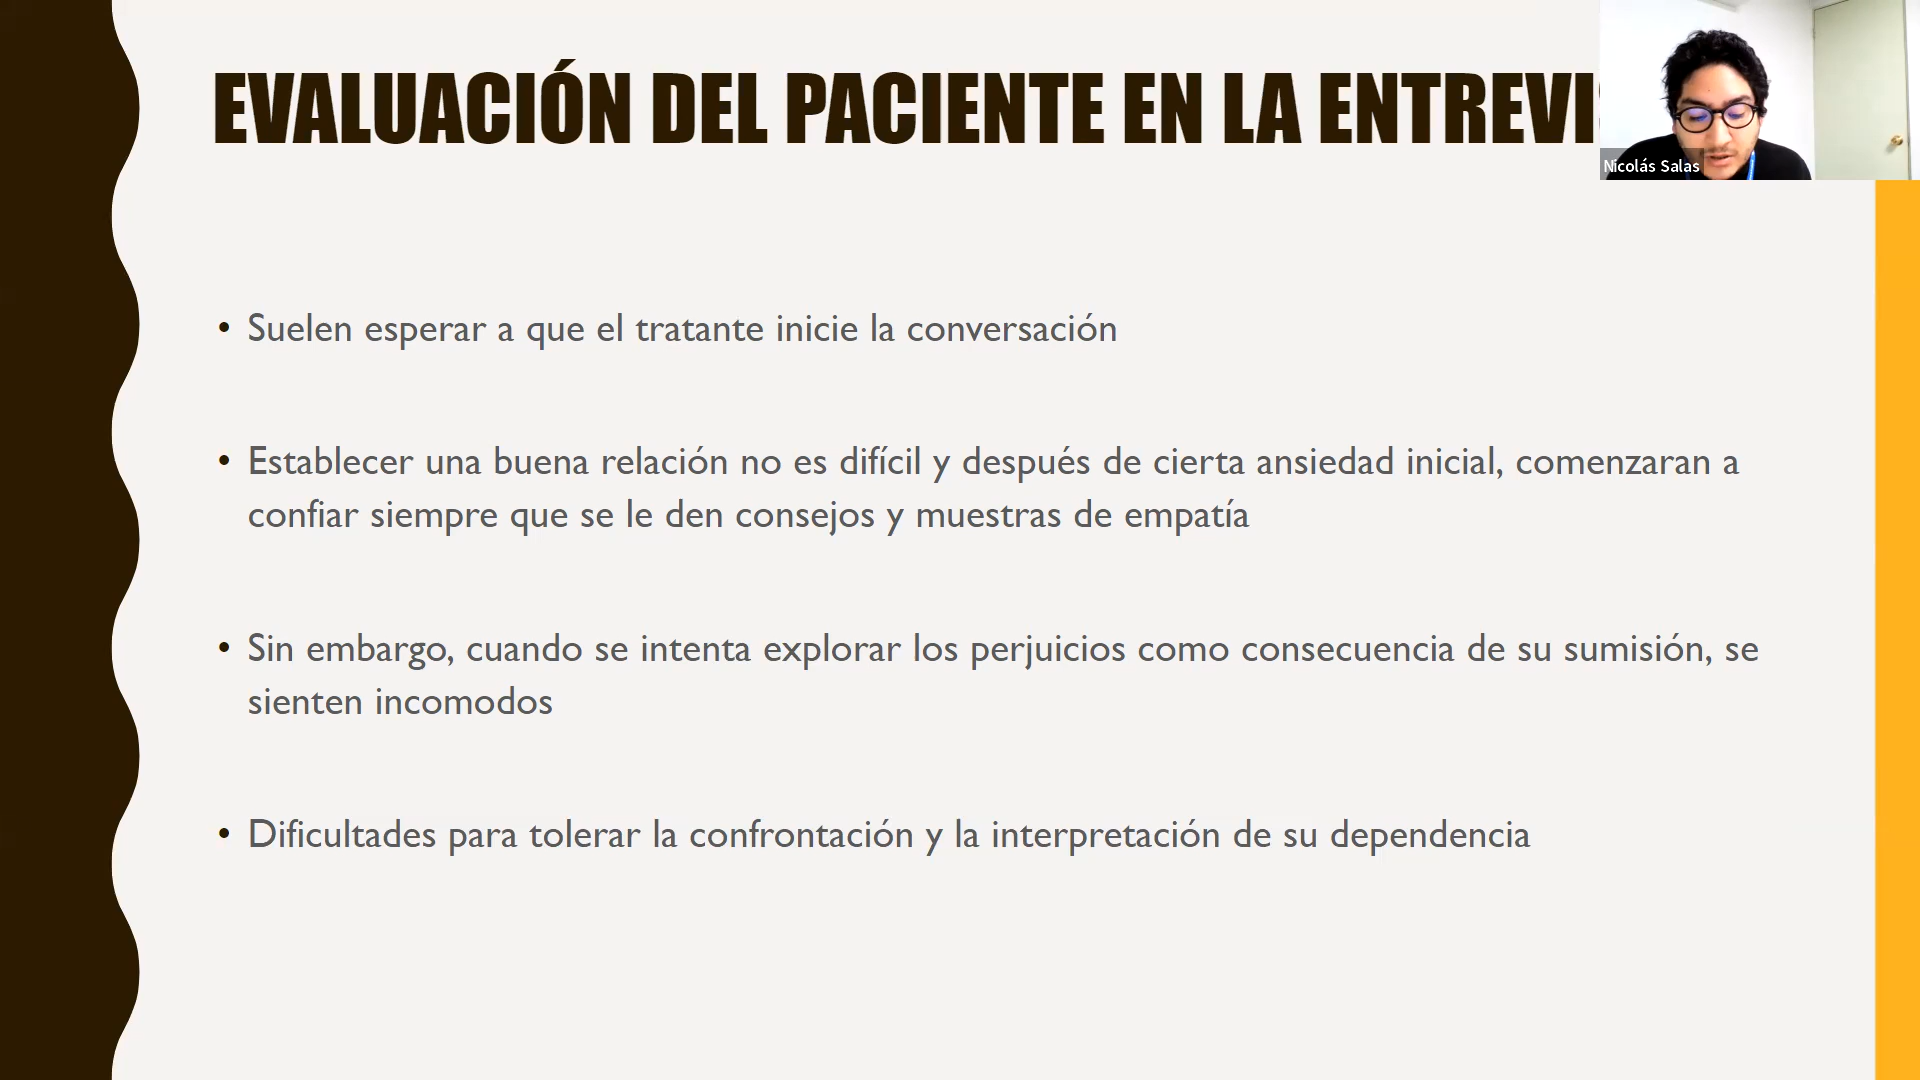 EVALUACIÓN DEL PACIENTE EN LA
Nicolás Salas
• Suelen esperar a que el tratante inicie la conversación
• Establecer una buena relación no es difícil y después de cierta ansiedad inicial, comenzaran a
confiar siempre que se le den consejos y muestras de empatía
• Sin embargo, cuando se intenta explorar los perjuicios como consecuencia de su sumisión, se
sienten incomodos
• Dificultades para tolerar la confrontación y la interpretación de su dependencia